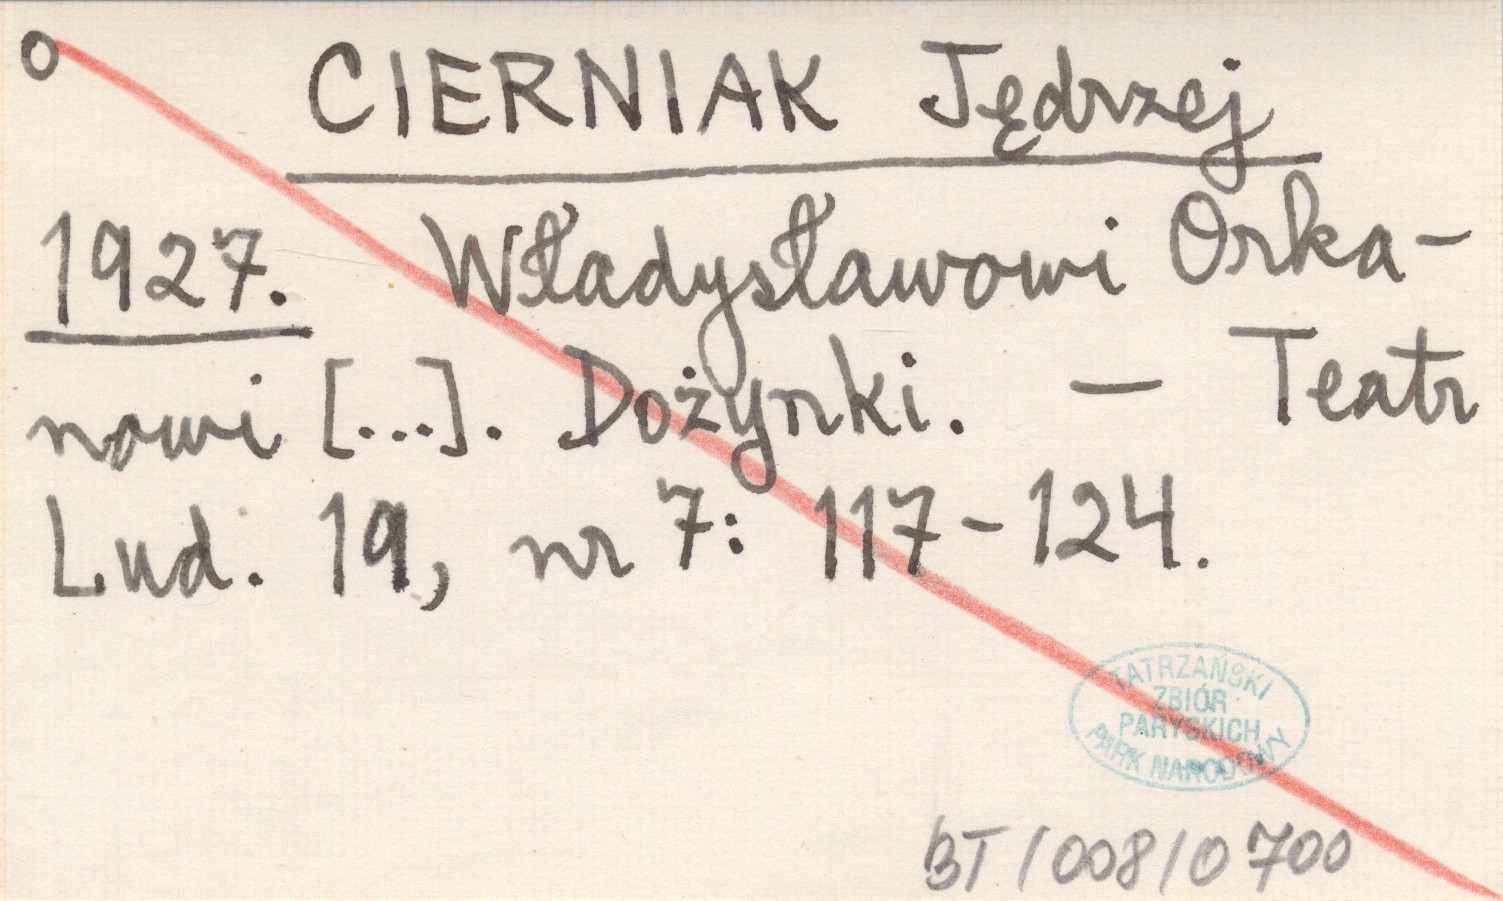 O CIERNIAK Jędrzej
1927. Władysławowi Orka-
nowi [...]. Dożynki. — Teatr
Lud. 19, nr 7: 117-124.
TATRZAŃSKI
ZBIÓR
PARYSKICH
PARK NARODOWY
BT/008/0700